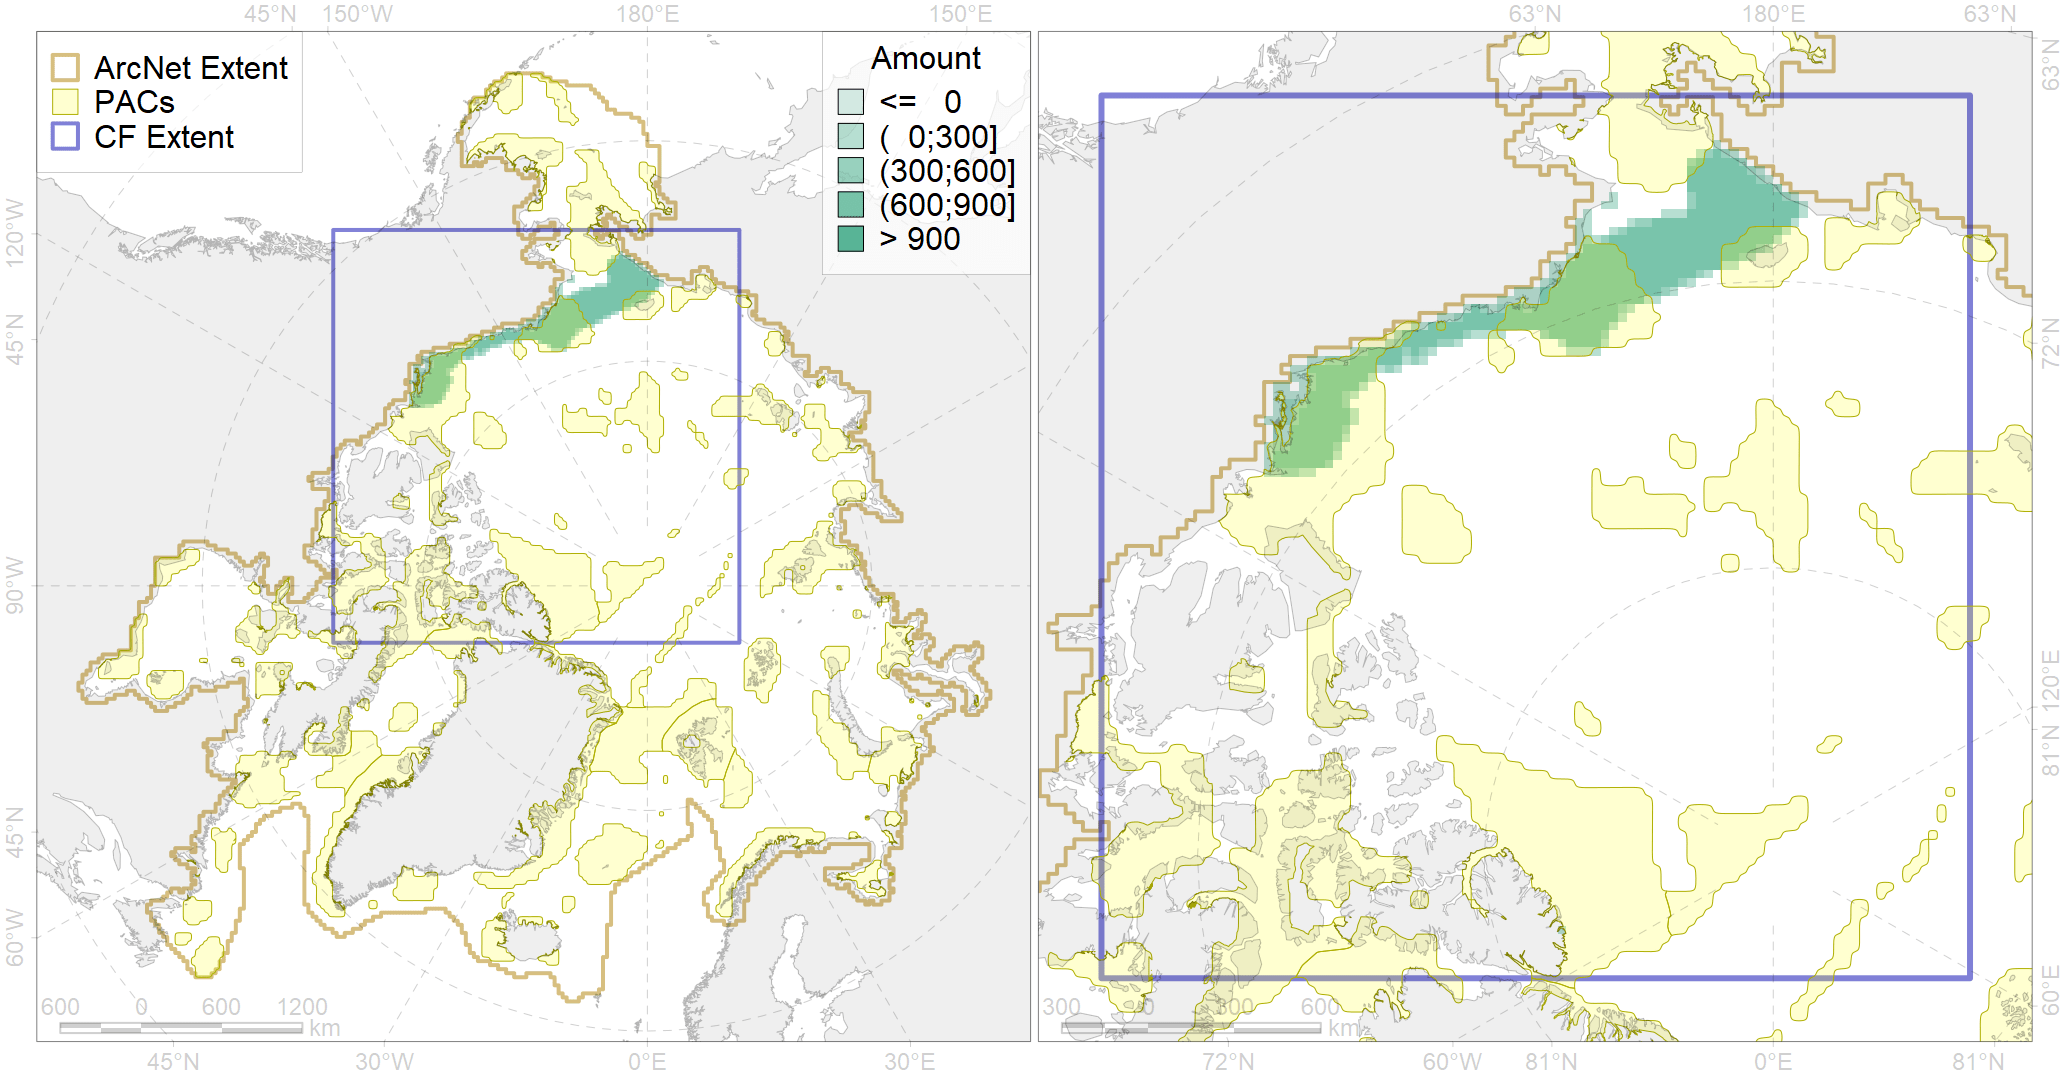 45°N 150°W 180°E 150°E 63°N 180°E 63°N
ArcNet Extent
PACs
CF Extent
Amount
<= 0
( 0;300]
(300;600]
(600;900]
> 900
120°W
45°N
90°W
45°N
60°W
63°N
72°N
120°E
81°N
60°E
600 0 600 1200
km
300 0 300 600
km
45°N 30°W 0°E 30°E 72°N 60°W 81°N 0°E 81°N